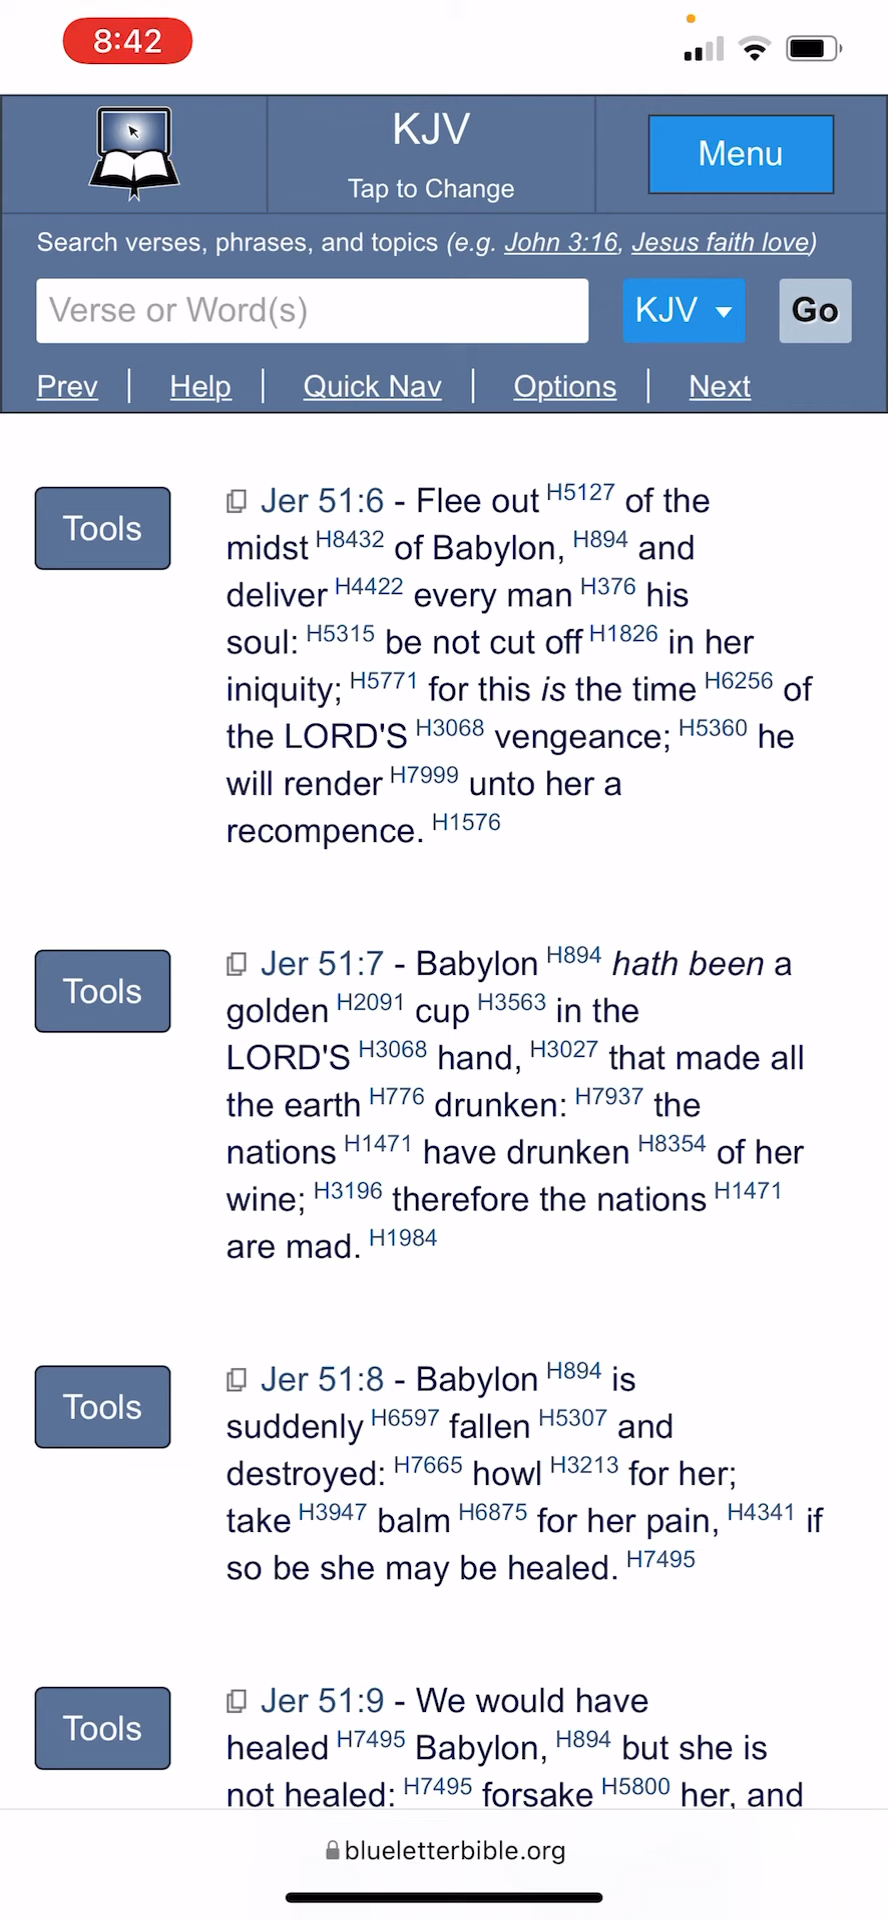 8:42
KJV
Tap to Change
Menu
Search verses, phrases, and topics (e.g. John 3:16, Jesus faith love)
Verse or Word(s)
KJV
Go
Prev | Help | Quick Nav | Options | Next
Tools
Jer 51:6 - Flee out H5127 of the
midst H8432 of Babylon, H894 and
deliver H4422 every man H376 his
soul: H5315 be not cut off H1826 in her
iniquity; H5771 for this is the time H6256 of
the LORD'S H3068 vengeance; H5360 he
will render H7999 unto her a
recompence. H1576
Tools
Jer 51:7 - Babylon H894 hath been a
golden H2091 cup H3563 in the
LORD'S H3068 hand, H3027 that made all
the earth H776 drunken: H7937 the
nations H1471 have drunken H8354 of her
wine; H3196 therefore the nations H1471
are mad. H1984
Tools
Jer 51:8 - Babylon H894 is
suddenly H6597 fallen H5307 and
destroyed: H7665 howl H3213 for her;
take H3947 balm H6875 for her pain, H4341 if
so be she may be healed. H7495
Tools
Jer 51:9 - We would have
healed H7495 Babylon, H894 but she is
not healed: H7495 forsake H5800 her, and
blueletterbible.org